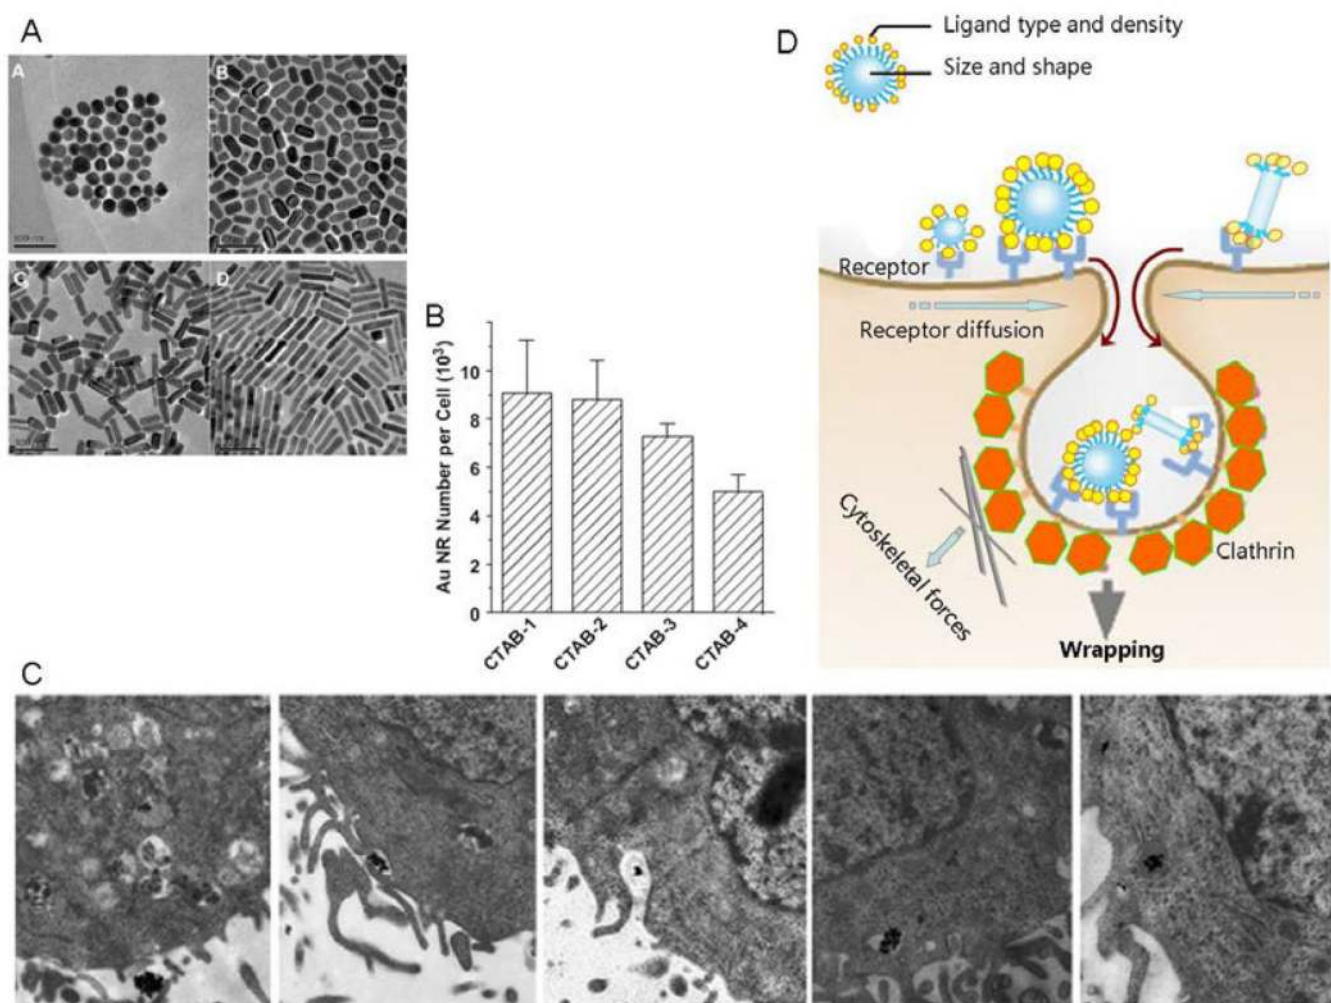 A
A
B
C
D
B
Au NR Number per Cell (10³)
10
8
6
4
2
0
CTAB-1
CTAB-2
CTAB-3
CTAB-4
C
D
Ligand type and density
Size and shape
Receptor
Receptor diffusion
Cytoskeletal forces
Clathrin
Wrapping